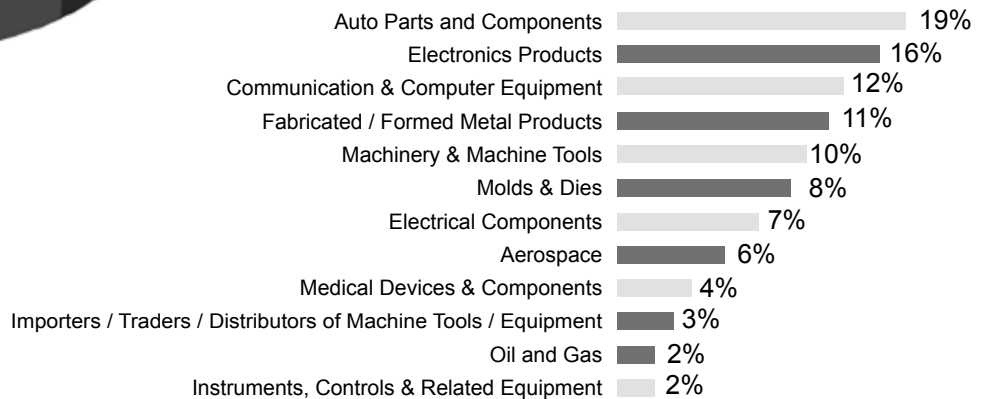 Auto Parts and Components 19%
Electronics Products 16%
Communication & Computer Equipment 12%
Fabricated / Formed Metal Products 11%
Machinery & Machine Tools 10%
Molds & Dies 8%
Electrical Components 7%
Aerospace 6%
Medical Devices & Components 4%
Importers / Traders / Distributors of Machine Tools / Equipment 3%
Oil and Gas 2%
Instruments, Controls & Related Equipment 2%